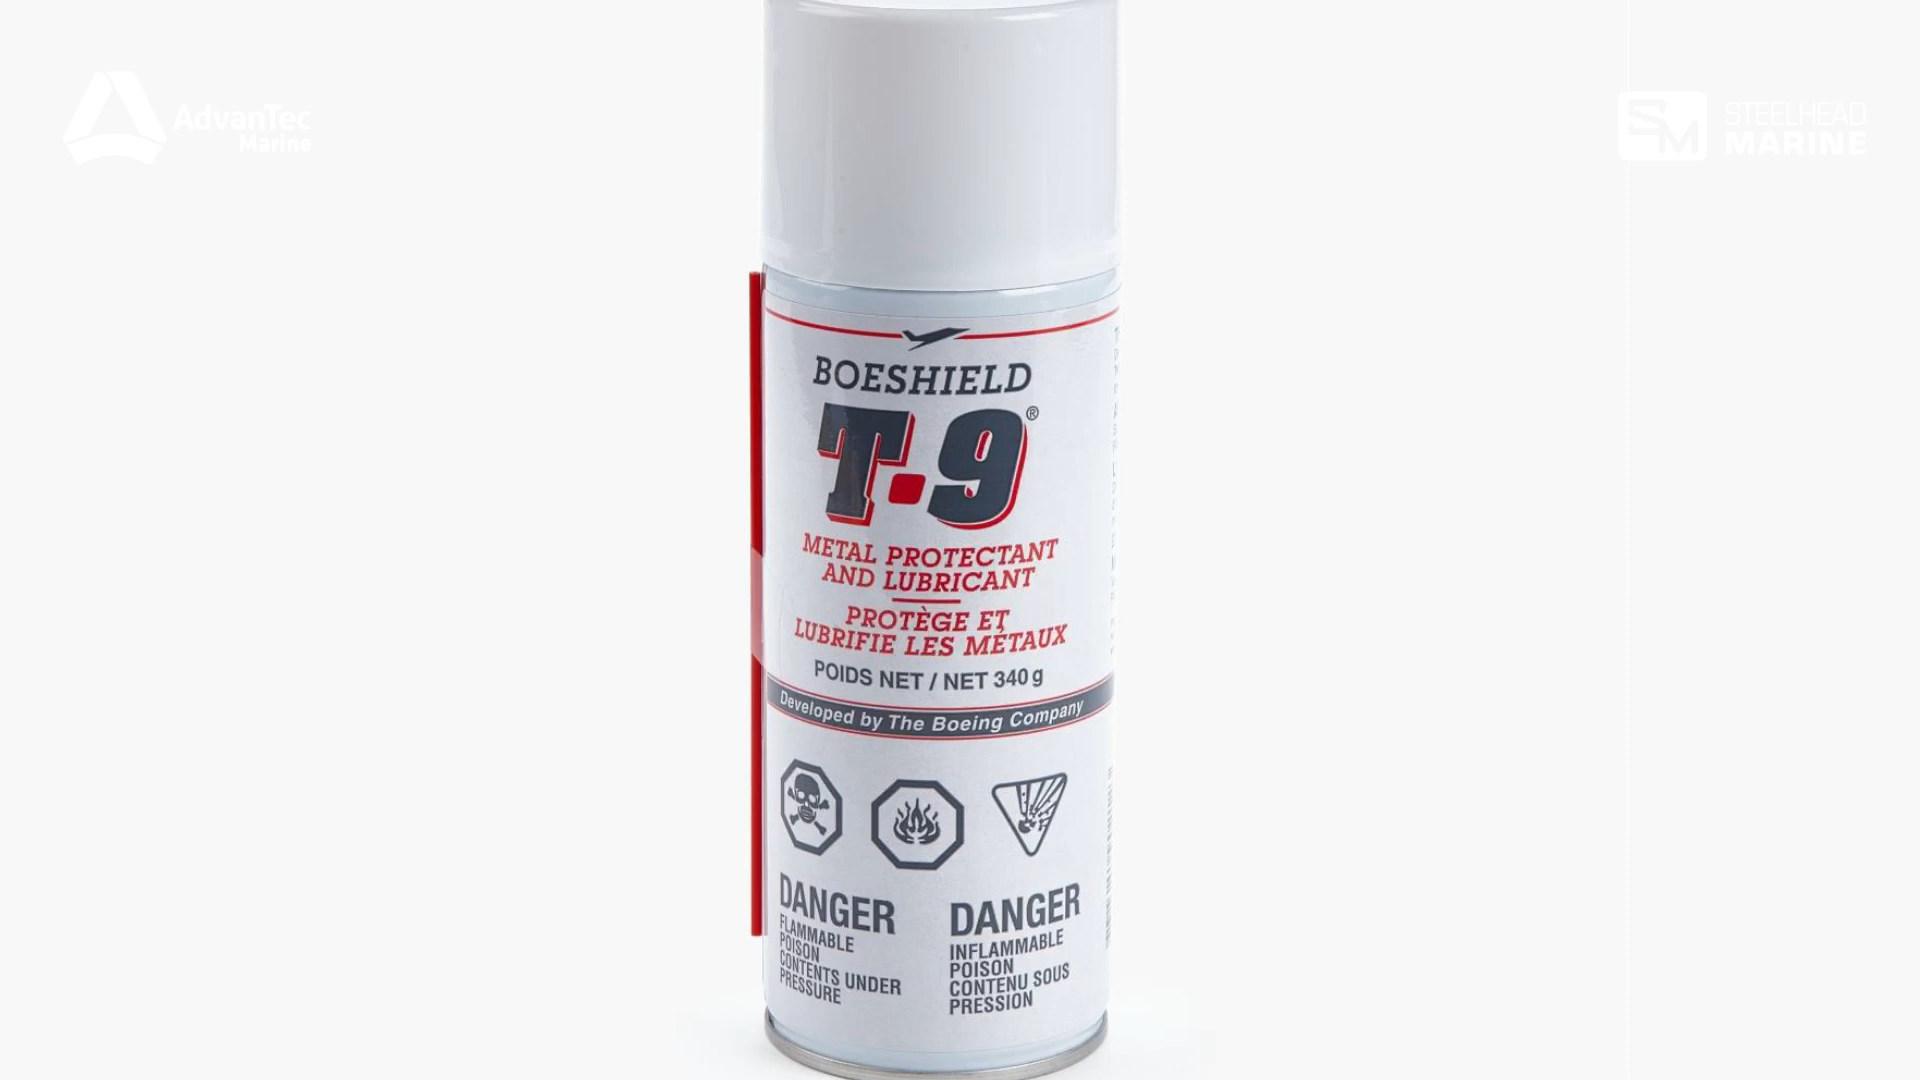 AdvanTec
Marine
SM
STEELHEAD
MARINE
BOESHIELD
T·9®
METAL PROTECTANT
AND LUBRICANT
PROTÈGE ET
LUBRIFIE LES MÉTAUX
POIDS NET / NET 340 g
Developed by The Boeing Company
DANGER
FLAMMABLE
POISON
CONTENTS UNDER
PRESSURE
DANGER
INFLAMMABLE
POISON
CONTENU SOUS
PRESSION